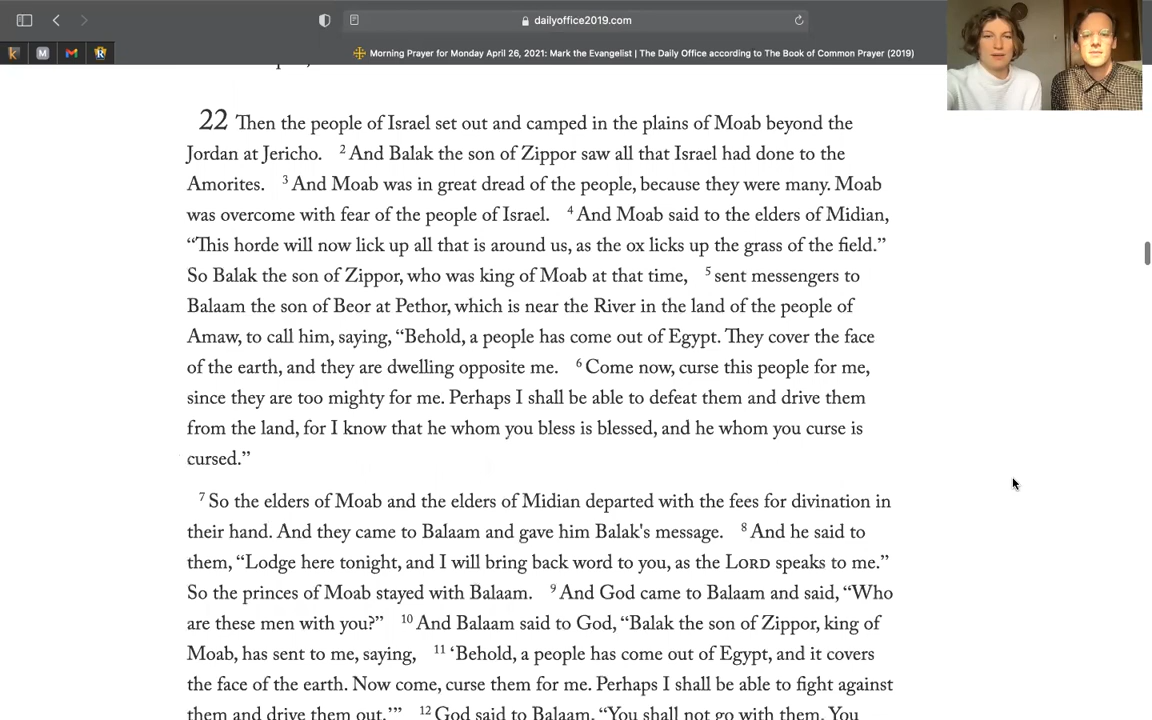 dailyoffice2019.com
K M R
Morning Prayer for Monday April 26, 2021: Mark the Evangelist | The Daily Office according to The Book of Common Prayer (2019)
22 Then the people of Israel set out and camped in the plains of Moab beyond the
Jordan at Jericho. 2 And Balak the son of Zippor saw all that Israel had done to the
Amorites. 3 And Moab was in great dread of the people, because they were many. Moab
was overcome with fear of the people of Israel. 4 And Moab said to the elders of Midian,
“This horde will now lick up all that is around us, as the ox licks up the grass of the field.”
So Balak the son of Zippor, who was king of Moab at that time, 5 sent messengers to
Balaam the son of Beor at Pethor, which is near the River in the land of the people of
Amaw, to call him, saying, “Behold, a people has come out of Egypt. They cover the face
of the earth, and they are dwelling opposite me. 6 Come now, curse this people for me,
since they are too mighty for me. Perhaps I shall be able to defeat them and drive them
from the land, for I know that he whom you bless is blessed, and he whom you curse is
cursed.”
7 So the elders of Moab and the elders of Midian departed with the fees for divination in
their hand. And they came to Balaam and gave him Balak's message. 8 And he said to
them, “Lodge here tonight, and I will bring back word to you, as the LORD speaks to me.”
So the princes of Moab stayed with Balaam. 9 And God came to Balaam and said, “Who
are these men with you?” 10 And Balaam said to God, “Balak the son of Zippor, king of
Moab, has sent to me, saying, 11 ‘Behold, a people has come out of Egypt, and it covers
the face of the earth. Now come, curse them for me. Perhaps I shall be able to fight against
them and drive them out.’” 12 God said to Balaam, “You shall not go with them. You